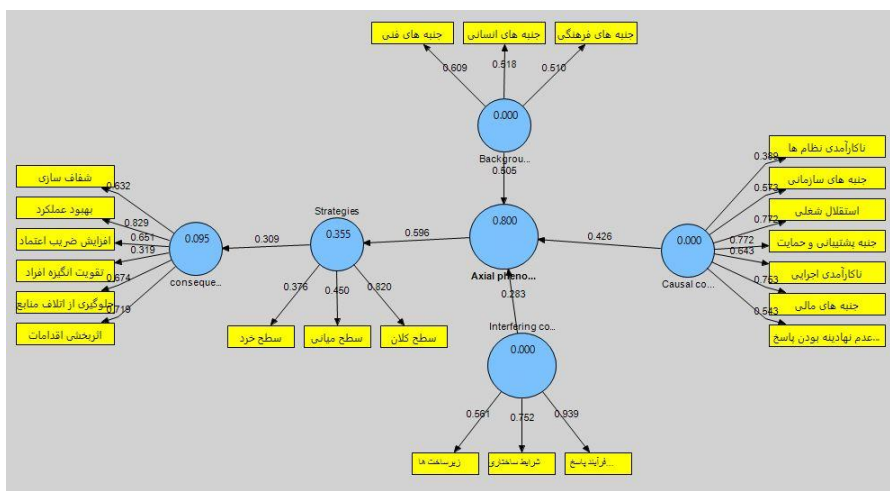 جنبه های فنی
جنبه های انسانی
جنبه های فرهنگی
0.609
0.518
0.510
0.000
Backgrou...
0.505
شفاف سازی
بهبود عملکرد
افزایش ضریب اعتماد
تقویت انگیزه افراد
جلوگیری از اتلاف منابع
اثربخشی اقدامات
0.632
0.829
0.651
0.319
0.674
0.719
0.095
conseque...
0.309
Strategies
0.355
0.376
0.450
0.820
سطح خرد
سطح میانی
سطح کلان
0.596
0.800
Axial pheno...
0.426
0.283
Interfering co...
0.000
0.561
0.752
0.939
زیرساخت ها
شرایط ساختاری
فرآیند پاسخ...
0.000
Causal co...
0.389
0.573
0.772
0.772
0.643
0.763
0.543
ناکارآمدی نظام ها
جنبه های سازمانی
استقلال شغلی
جنبه پشتیبانی و حمایت
ناکارآمدی اجرایی
جنبه های مالی
عدم نهادینه بودن پاسخ...